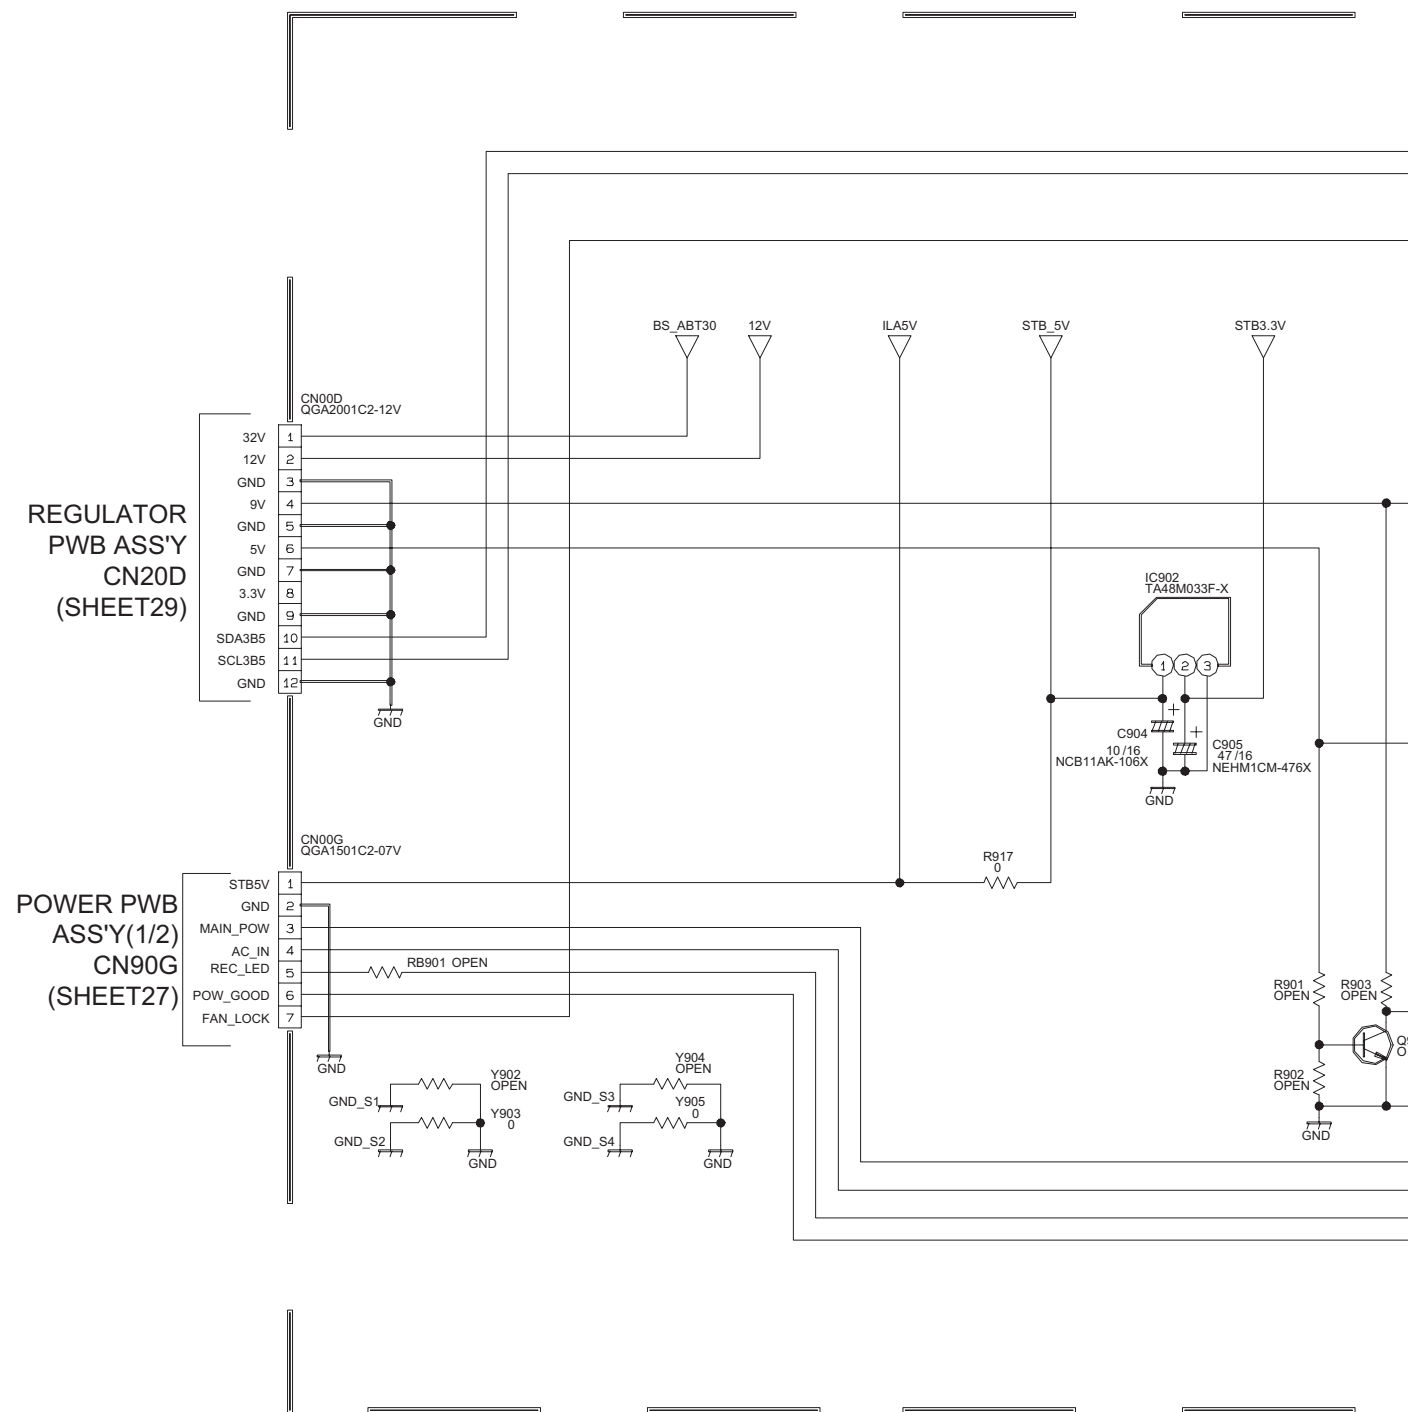 BS_ABT30
12V
ILA5V
STB_5V
STB3.3V
CN00D
QGA2001C2-12V
REGULATOR
PWB ASS'Y
CN20D
(SHEET29)
32V 1
12V 2
GND 3
9V 4
GND 5
5V 6
GND 7
3.3V 8
GND 9
SDA3B5 10
SCL3B5 11
GND 12
GND
IC902
TA48M033F-X
1 2 3
+
C904
10/16
NCB11AK-106X
+
C905
47/16
NEHM1CM-476X
GND
CN00G
QGA1501C2-07V
POWER PWB
ASS'Y(1/2)
CN90G
(SHEET27)
STB5V 1
GND 2
MAIN_POW 3
AC_IN 4
REC_LED 5
POW_GOOD 6
FAN_LOCK 7
R917
0
RB901 OPEN
GND
R901
OPEN
R903
OPEN
R902
OPEN
GND
Y902
OPEN
GND_S1
Y903
0
GND_S2
GND
Y904
OPEN
GND_S3
Y905
0
GND_S4
GND